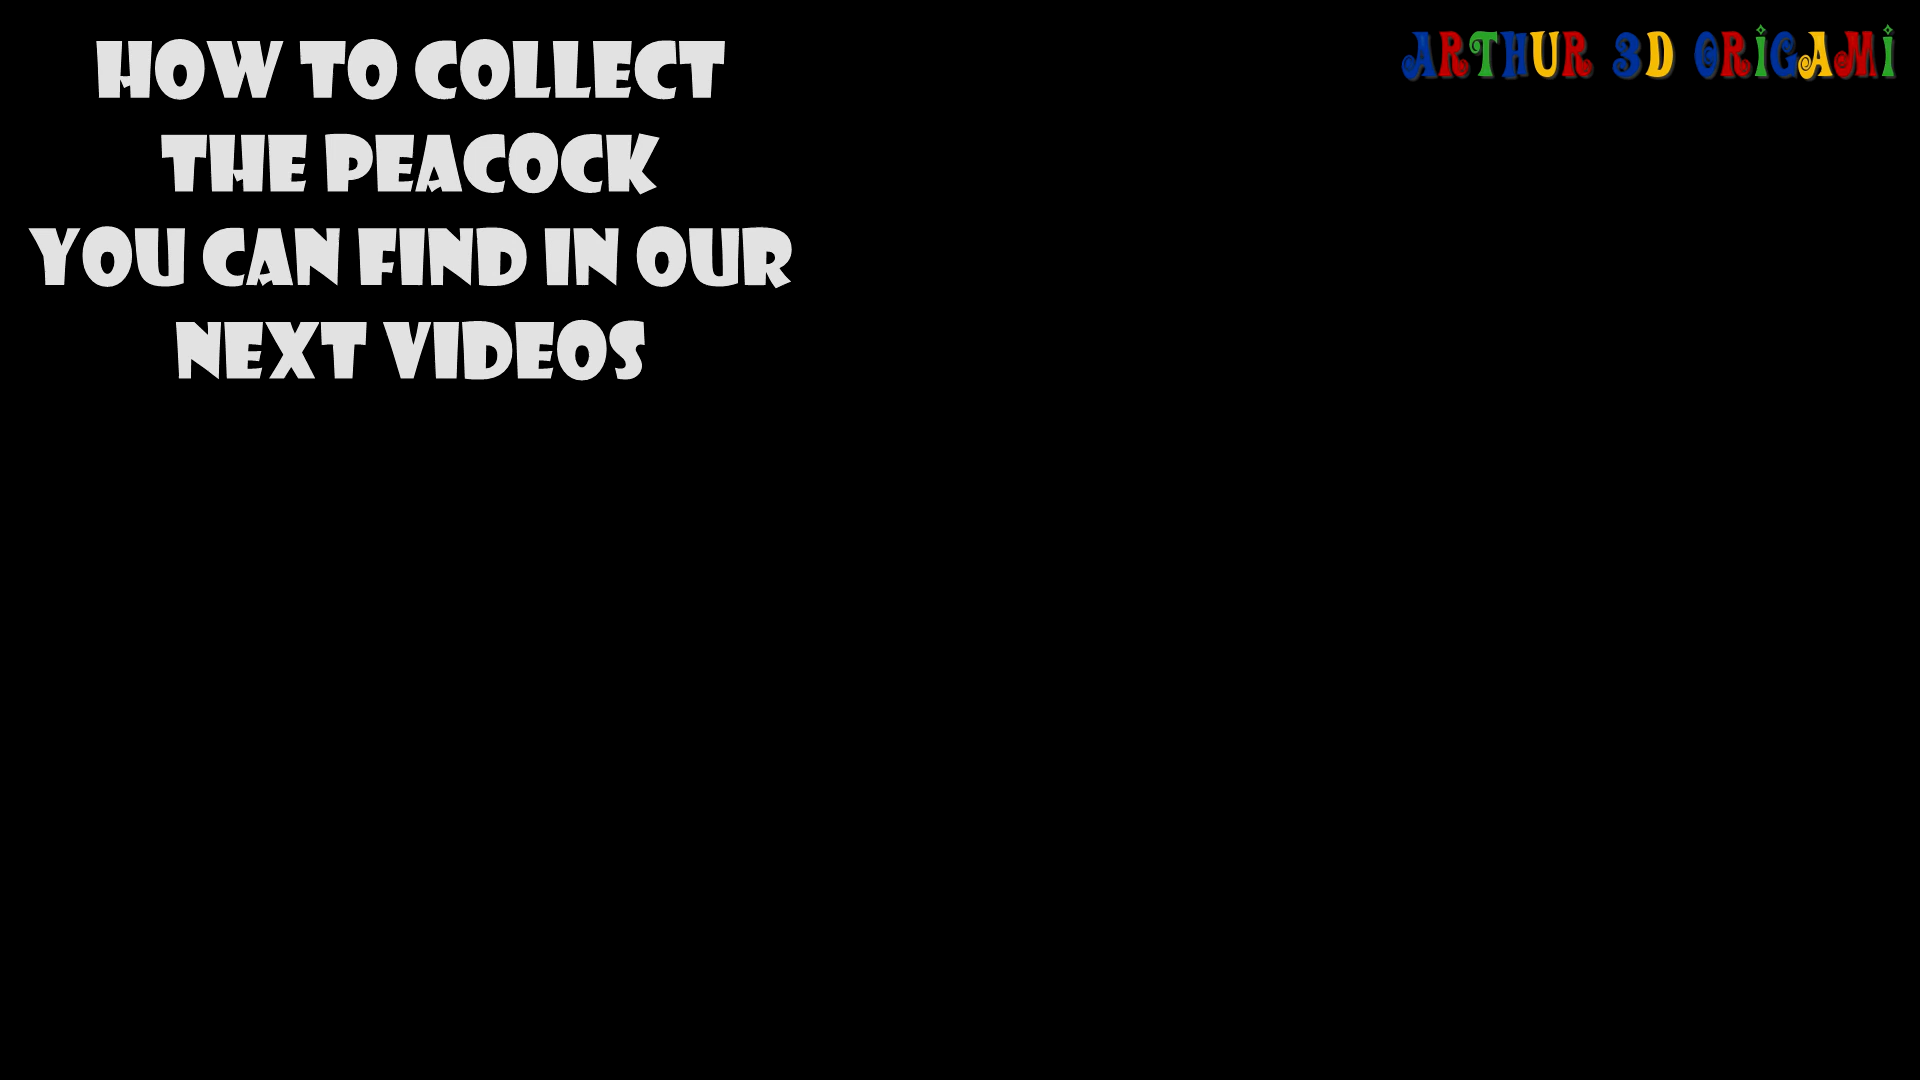 HOW TO COLLECT
THE PEACOCK
YOU CAN FIND IN OUR
NEXT VIDEOS
ARTHUR 3D ORIGAMI